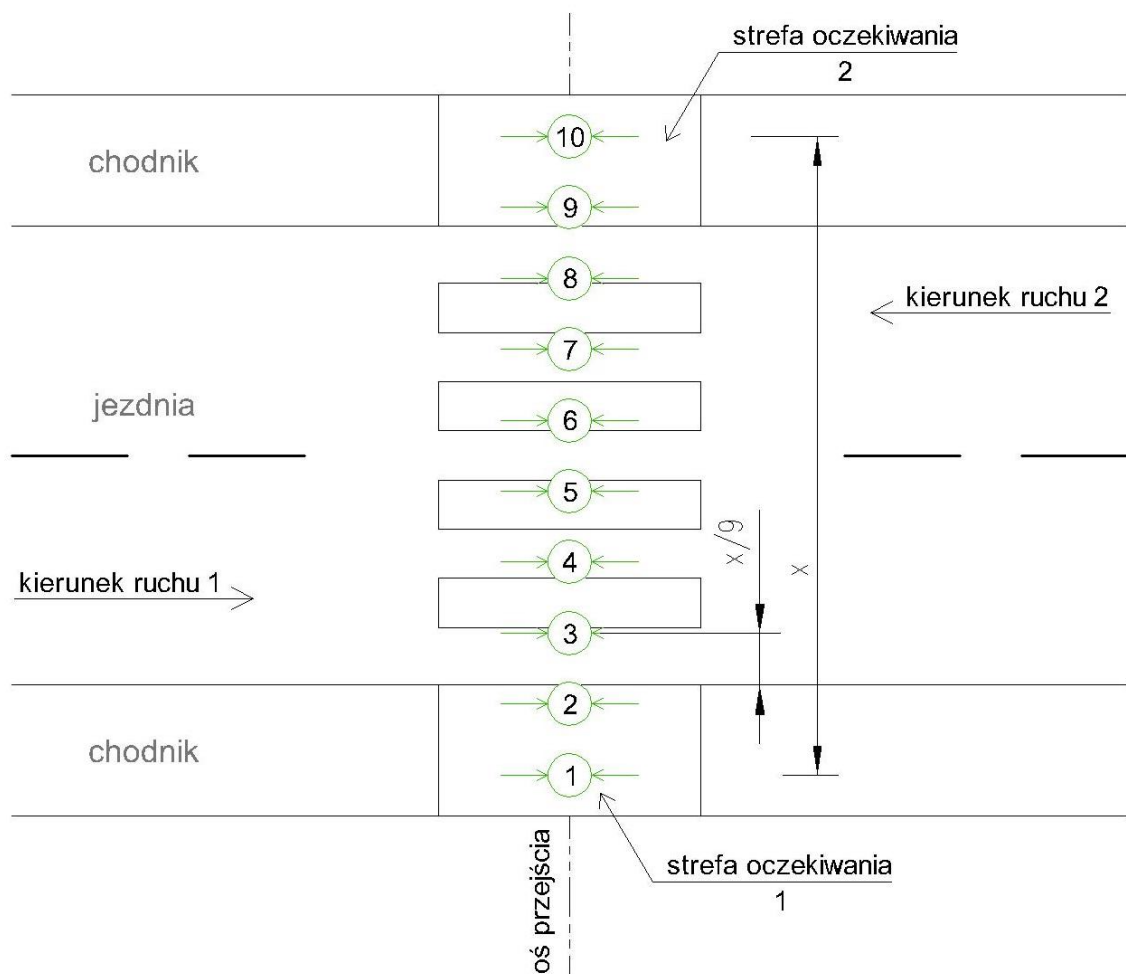 strefa oczekiwania
2
10
chodnik
9
8
kierunek ruchu 2
7
jezdnia
6
5
x/9
x
4
kierunek ruchu 1
3
2
chodnik
1
oś przejścia
strefa oczekiwania
1